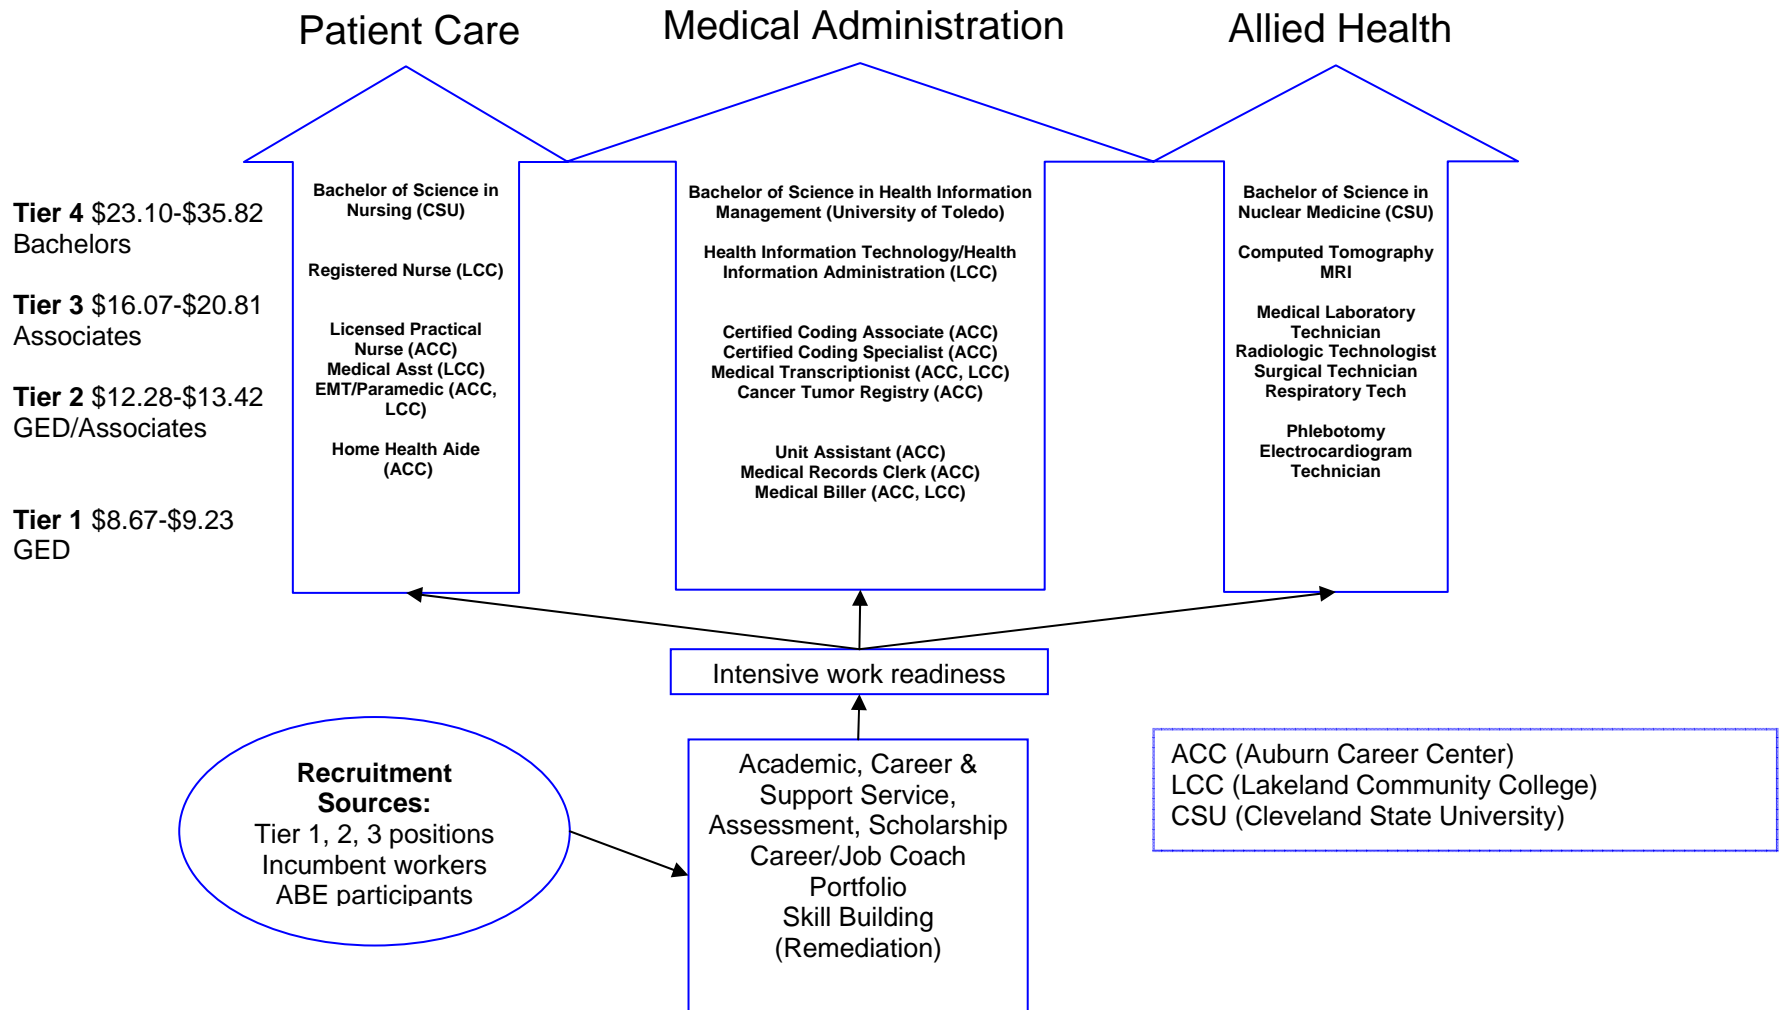 Patient Care
Medical Administration
Allied Health
Tier 4 $23.10-$35.82
Bachelors
Tier 3 $16.07-$20.81
Associates
Tier 2 $12.28-$13.42
GED/Associates
Tier 1 $8.67-$9.23
GED
Bachelor of Science in
Nursing (CSU)
Registered Nurse (LCC)
Licensed Practical
Nurse (ACC)
Medical Asst (LCC)
EMT/Paramedic (ACC,
LCC)
Home Health Aide
(ACC)
Bachelor of Science in Health Information
Management (University of Toledo)
Health Information Technology/Health
Information Administration (LCC)
Certified Coding Associate (ACC)
Certified Coding Specialist (ACC)
Medical Transcriptionist (ACC, LCC)
Cancer Tumor Registry (ACC)
Unit Assistant (ACC)
Medical Records Clerk (ACC)
Medical Biller (ACC, LCC)
Bachelor of Science in
Nuclear Medicine (CSU)
Computed Tomography
MRI
Medical Laboratory
Technician
Radiologic Technologist
Surgical Technician
Respiratory Tech
Phlebotomy
Electrocardiogram
Technician
Intensive work readiness
Recruitment
Sources:
Tier 1, 2, 3 positions
Incumbent workers
ABE participants
Academic, Career &
Support Service,
Assessment, Scholarship
Career/Job Coach
Portfolio
Skill Building
(Remediation)
ACC (Auburn Career Center)
LCC (Lakeland Community College)
CSU (Cleveland State University)